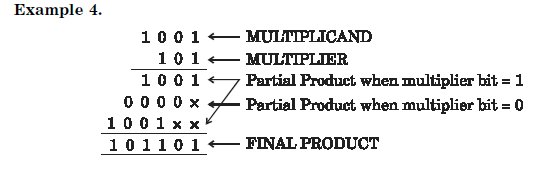 Example 4.
1 0 0 1 ← MULTIPLICAND
1 0 1 ← MULTIPLIER
1 0 0 1 ← Partial Product when multiplier bit = 1
0 0 0 0 x ← Partial Product when multiplier bit = 0
1 0 0 1 x x
1 0 1 1 0 1 ← FINAL PRODUCT